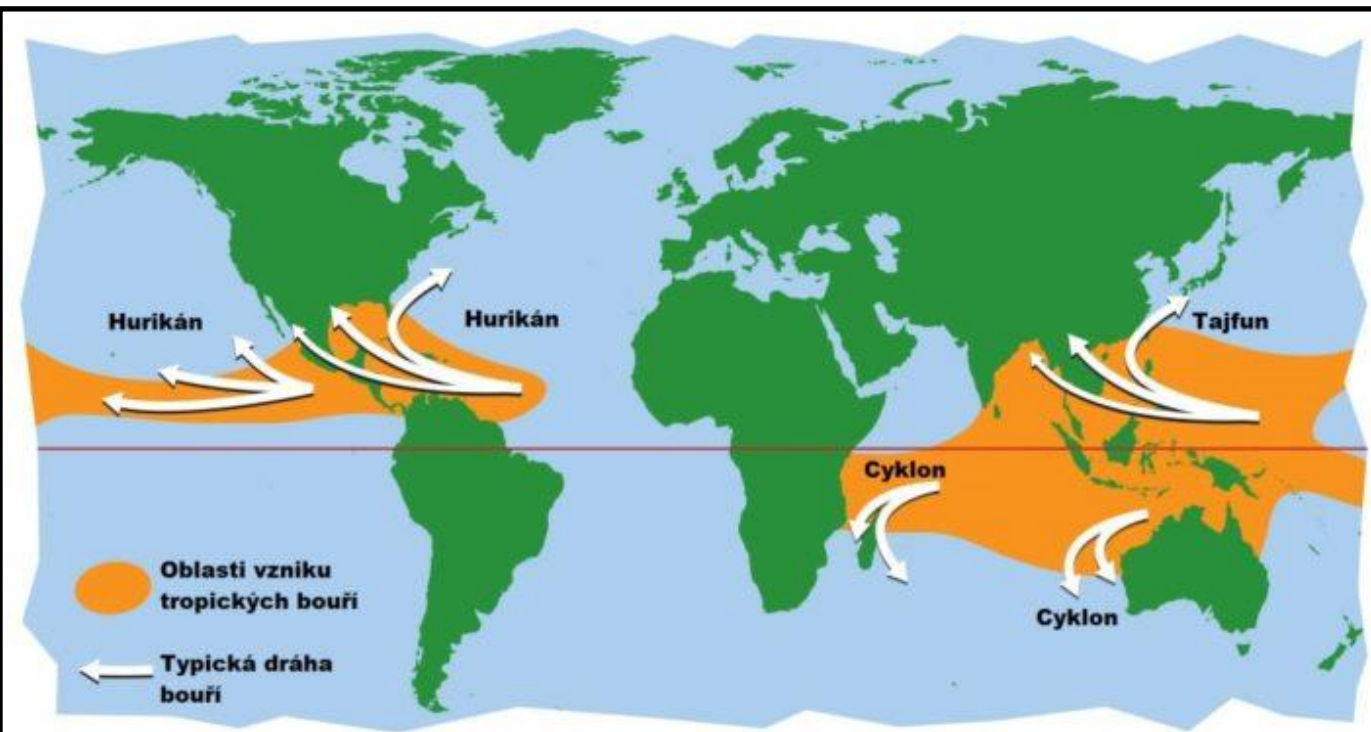 Hurikán
Hurikán
Tajfun
Cyklon
Cyklon
Oblasti vzniku
tropických bouří
Typická dráha
bouří